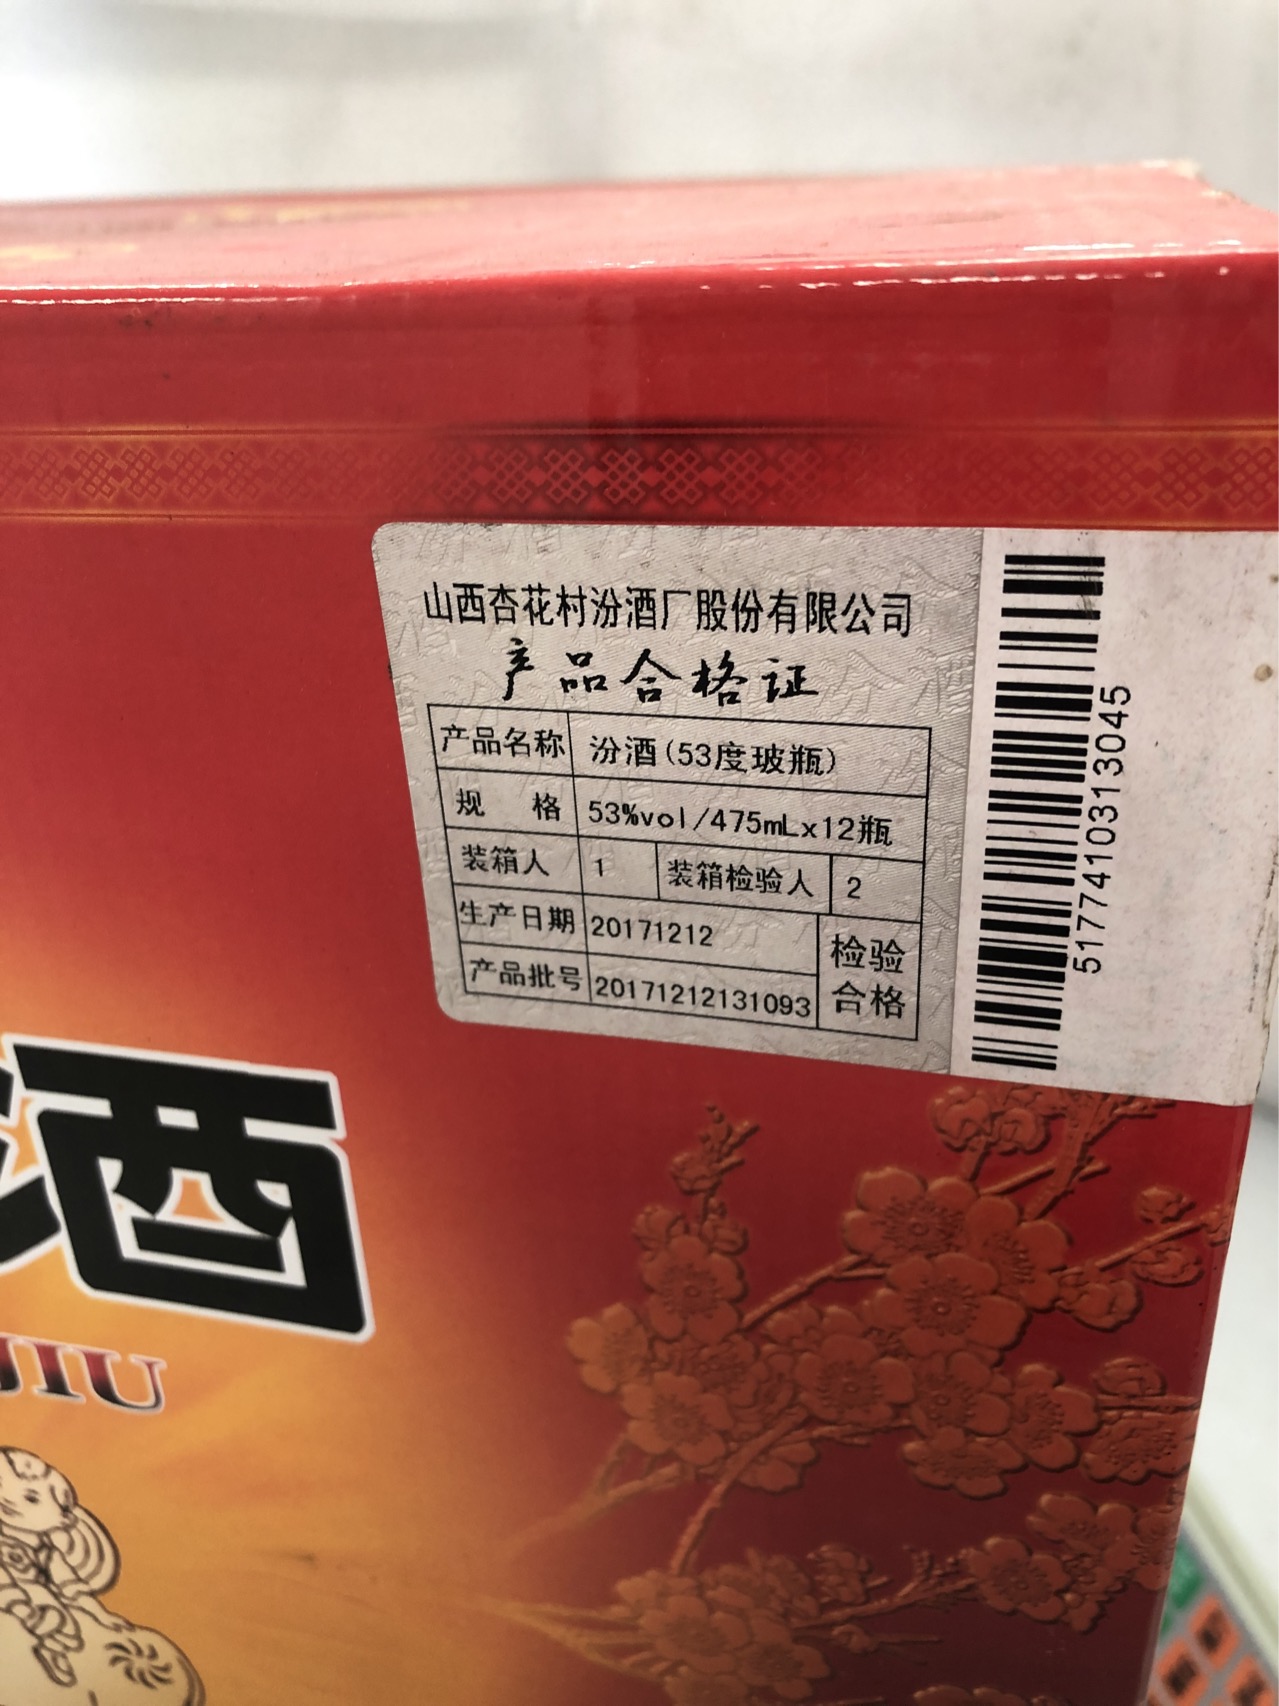 山西杏花村汾酒厂股份有限公司
产品合格证
产品名称 汾酒(53度玻瓶)
规 格 53%vol/475mLx12瓶
装箱人 1 装箱检验人 2
生产日期 20171212 检验
产品批号 20171212131093 合格
5177410313045
酒
JIU